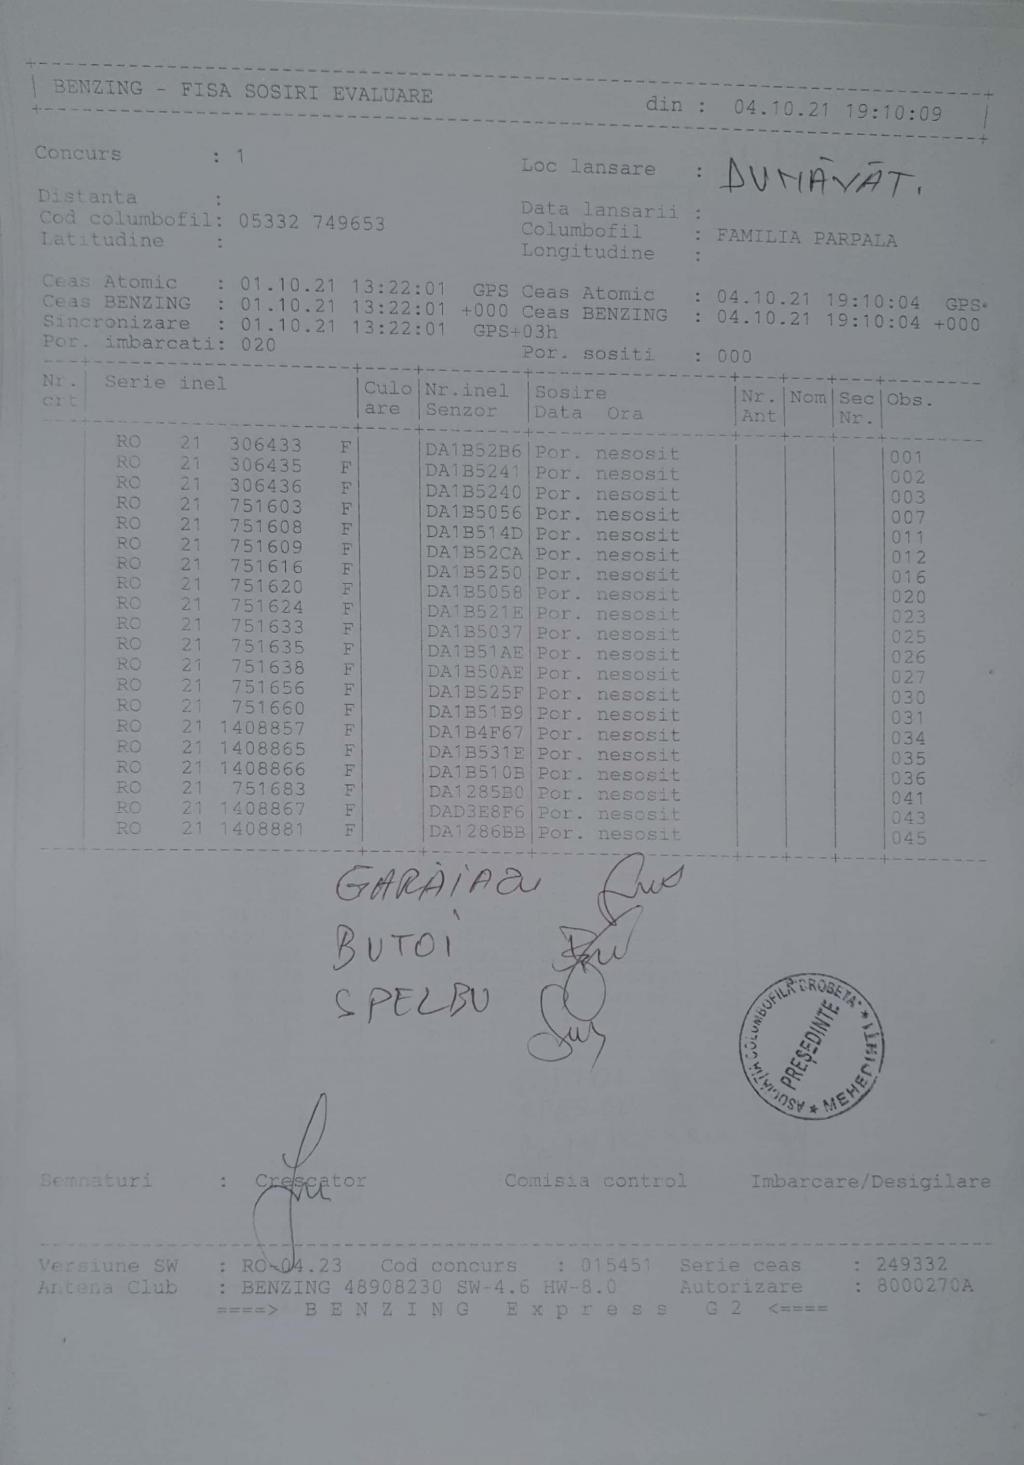 BENZING - FISA SOSIRI EVALUARE din : 04.10.21 19:10:09
Concurs : 1 Loc lansare : DUNĂVĂT.
Distanta : Data lansarii :
Cod columbofil: 05332 749653 Columbofil : FAMILIA PARPALA
Latitudine : Longitudine :
Ceas Atomic : 01.10.21 13:22:01 GPS Ceas Atomic : 04.10.21 19:10:04 GPS
Ceas BENZING : 01.10.21 13:22:01 +000 Ceas BENZING : 04.10.21 19:10:04 +000
Sincronizare : 01.10.21 13:22:01 GPS+03h
Por. imbarcati: 020 Por. sositi : 000
Nr. Serie inel Culo Nr.inel Sosire Nr. Nom Sec Obs.
crt are Senzor Data Ora Ant Nr.
RO 21 306433 F DA1B52B6 Por. nesosit 001
RO 21 306435 F DA1B5241 Por. nesosit 002
RO 21 306436 F DA1B5240 Por. nesosit 003
RO 21 751603 F DA1B5056 Por. nesosit 007
RO 21 751608 F DA1B514D Por. nesosit 011
RO 21 751609 F DA1B52CA Por. nesosit 012
RO 21 751616 F DA1B5250 Por. nesosit 016
RO 21 751620 F DA1B5058 Por. nesosit 020
RO 21 751624 F DA1B521E Por. nesosit 023
RO 21 751633 F DA1B5037 Por. nesosit 025
RO 21 751635 F DA1B51AE Por. nesosit 026
RO 21 751638 F DA1B50AE Por. nesosit 027
RO 21 751656 F DA1B525F Por. nesosit 030
RO 21 751660 F DA1B51B9 Por. nesosit 031
RO 21 1408857 F DA1B4F67 Por. nesosit 034
RO 21 1408865 F DA1B531E Por. nesosit 035
RO 21 1408866 F DA1B510B Por. nesosit 036
RO 21 751683 F DA1285B0 Por. nesosit 041
RO 21 1408867 F DAD3E8F6 Por. nesosit 043
RO 21 1408881 F DA1286BB Por. nesosit 045
BUTOI
SPELBU
ASOCIAȚIA COLUMBOFILĂ "DROBETA" * MEHEDINȚI *
PREȘEDINTE
Semnaturi : Crescator Comisia control Imbarcare/Desigilare
Versiune SW : RO-04.23 Cod concurs : 015451 Serie ceas : 249332
Antena Club : BENZING 48908230 SW-4.6 HW-8.0 Autorizare : 8000270A
====> B E N Z I N G E x p r e s s G 2 <====